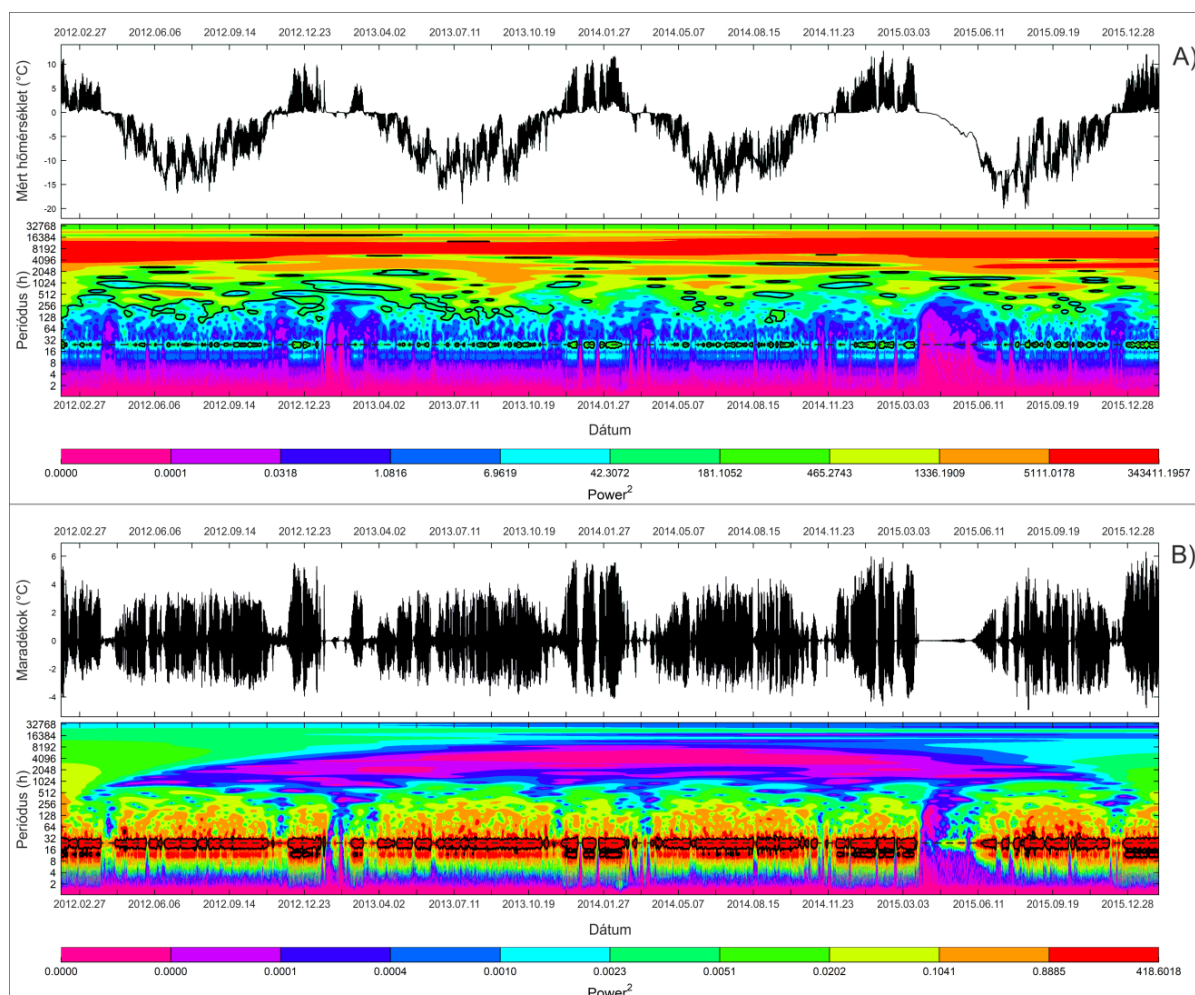 2012.02.27 2012.06.06 2012.09.14 2012.12.23 2013.04.02 2013.07.11 2013.10.19 2014.01.27 2014.05.07 2014.08.15 2014.11.23 2015.03.03 2015.06.11 2015.09.19 2015.12.28
A)
Mért hőmérséklet (°C)
10
5
0
-5
-10
-15
-20
Periódus (h)
32768
16384
8192
4096
2048
1024
512
256
128
64
32
16
8
4
2
2012.02.27 2012.06.06 2012.09.14 2012.12.23 2013.04.02 2013.07.11 2013.10.19 2014.01.27 2014.05.07 2014.08.15 2014.11.23 2015.03.03 2015.06.11 2015.09.19 2015.12.28
Dátum
0.0000 0.0001 0.0318 1.0816 6.9619 42.3072 181.1052 465.2743 1336.1909 5111.0178 343411.1957
Power2
2012.02.27 2012.06.06 2012.09.14 2012.12.23 2013.04.02 2013.07.11 2013.10.19 2014.01.27 2014.05.07 2014.08.15 2014.11.23 2015.03.03 2015.06.11 2015.09.19 2015.12.28
B)
Maradékok (°C)
6
4
2
0
-2
-4
Periódus (h)
32768
16384
8192
4096
2048
1024
512
256
128
64
32
16
8
4
2
2012.02.27 2012.06.06 2012.09.14 2012.12.23 2013.04.02 2013.07.11 2013.10.19 2014.01.27 2014.05.07 2014.08.15 2014.11.23 2015.03.03 2015.06.11 2015.09.19 2015.12.28
Dátum
0.0000 0.0000 0.0001 0.0004 0.0010 0.0023 0.0051 0.0202 0.1041 0.8885 418.6018
Power2